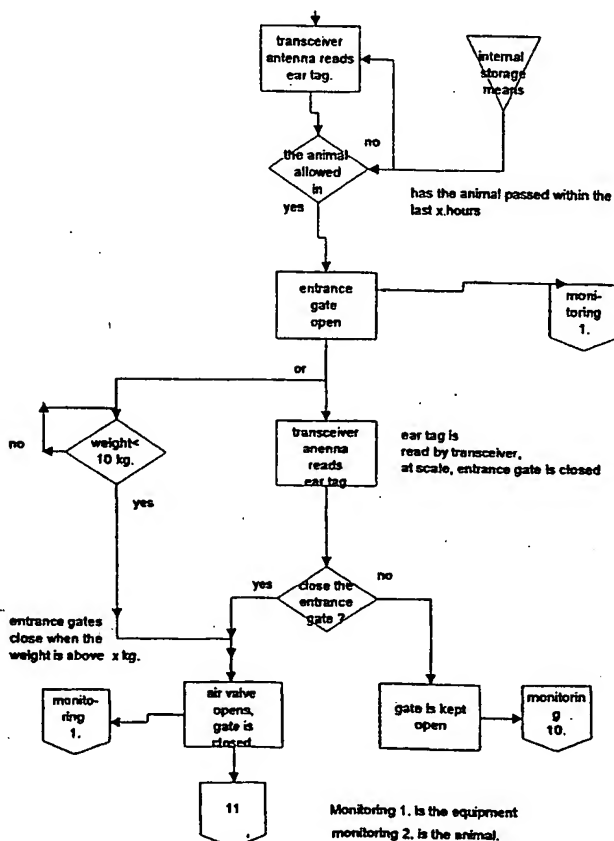 transceiver
antenna reads
ear tag.
internal
storage
means
no
the animal
allowed
in
yes
has the animal passed within the
last x.hours
entrance
gate
open
moni-
toring
1.
or
no
weight<
10 kg.
yes
transceiver
anenna
reads
ear tag
ear tag is
read by transceiver,
at scale, entrance gate is closed
yes
close the
entrance
gate ?
no
entrance gates
close when the
weight is above x kg.
monito-
ring
1.
air valve
opens,
gate is
closed
gate is kept
open
monitorin
g
10.
11
Monitoring 1. is the equipment
monitoring 2. is the animal.